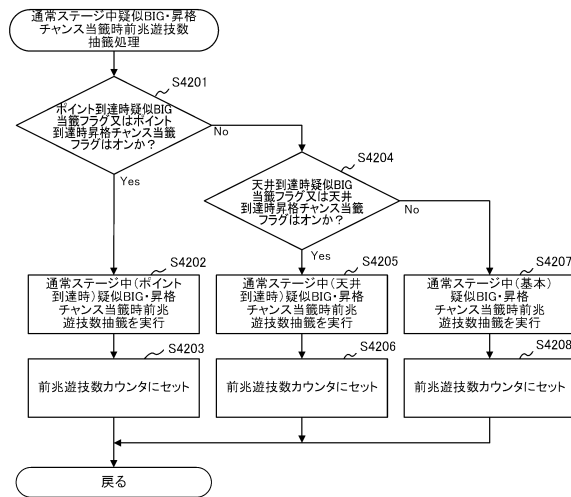 通常ステージ中疑似BIG・昇格
チャンス当籤時前兆遊技数
抽籤処理
S4201
ポイント到達時疑似BIG
当籤フラグ又はポイント
到達時昇格チャンス当籤
フラグはオンか?
No
Yes
S4204
天井到達時疑似BIG
当籤フラグ又は天井
到達時昇格チャンス当籤
フラグはオンか?
No
Yes
S4202
通常ステージ中(ポイント
到達時)疑似BIG・昇格
チャンス当籤時前兆
遊技数抽籤を実行
S4205
通常ステージ中(天井
到達時)疑似BIG・昇格
チャンス当籤時前兆
遊技数抽籤を実行
S4207
通常ステージ中(基本)
疑似BIG・昇格
チャンス当籤時前兆
遊技数抽籤を実行
S4203
前兆遊技数カウンタにセット
S4206
前兆遊技数カウンタにセット
S4208
前兆遊技数カウンタにセット
戻る